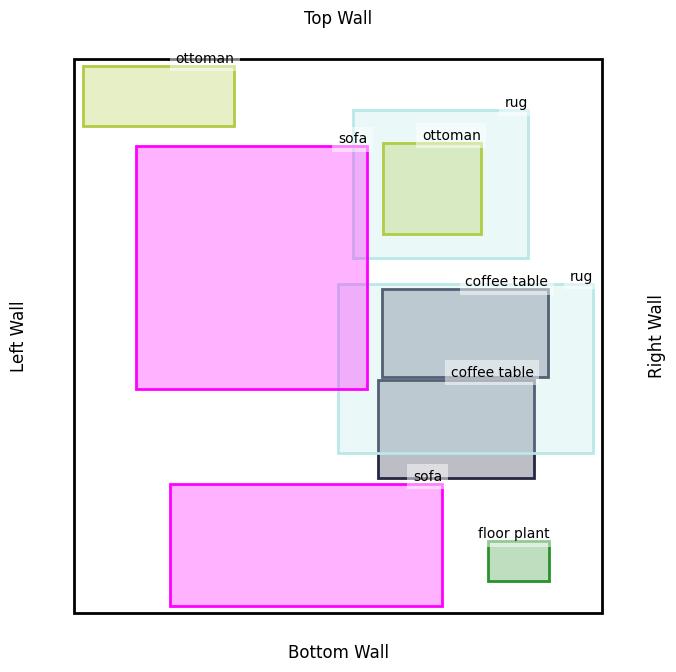 Top Wall
ottoman
rug
ottoman
sofa
rug
coffee table
Left Wall
Right Wall
coffee table
sofa
floor plant
Bottom Wall